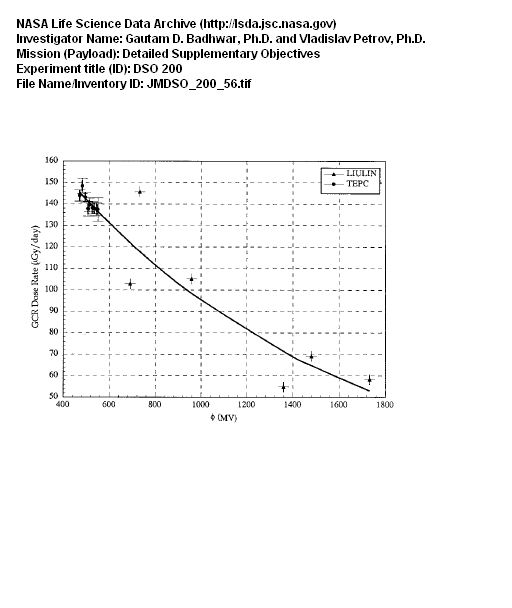 NASA Life Science Data Archive (http://lsda.jsc.nasa.gov)
Investigator Name: Gautam D. Badhwar, Ph.D. and Vladislav Petrov, Ph.D.
Mission (Payload): Detailed Supplementary Objectives
Experiment title (ID): DSO 200
File Name/Inventory ID: JMDSO_200_56.tif
160
150
140
130
120
110
100
90
80
70
60
50
GCR Dose Rate (μGy/day)
LIULIN
TEPC
400 600 800 1000 1200 1400 1600 1800
ϕ (MV)